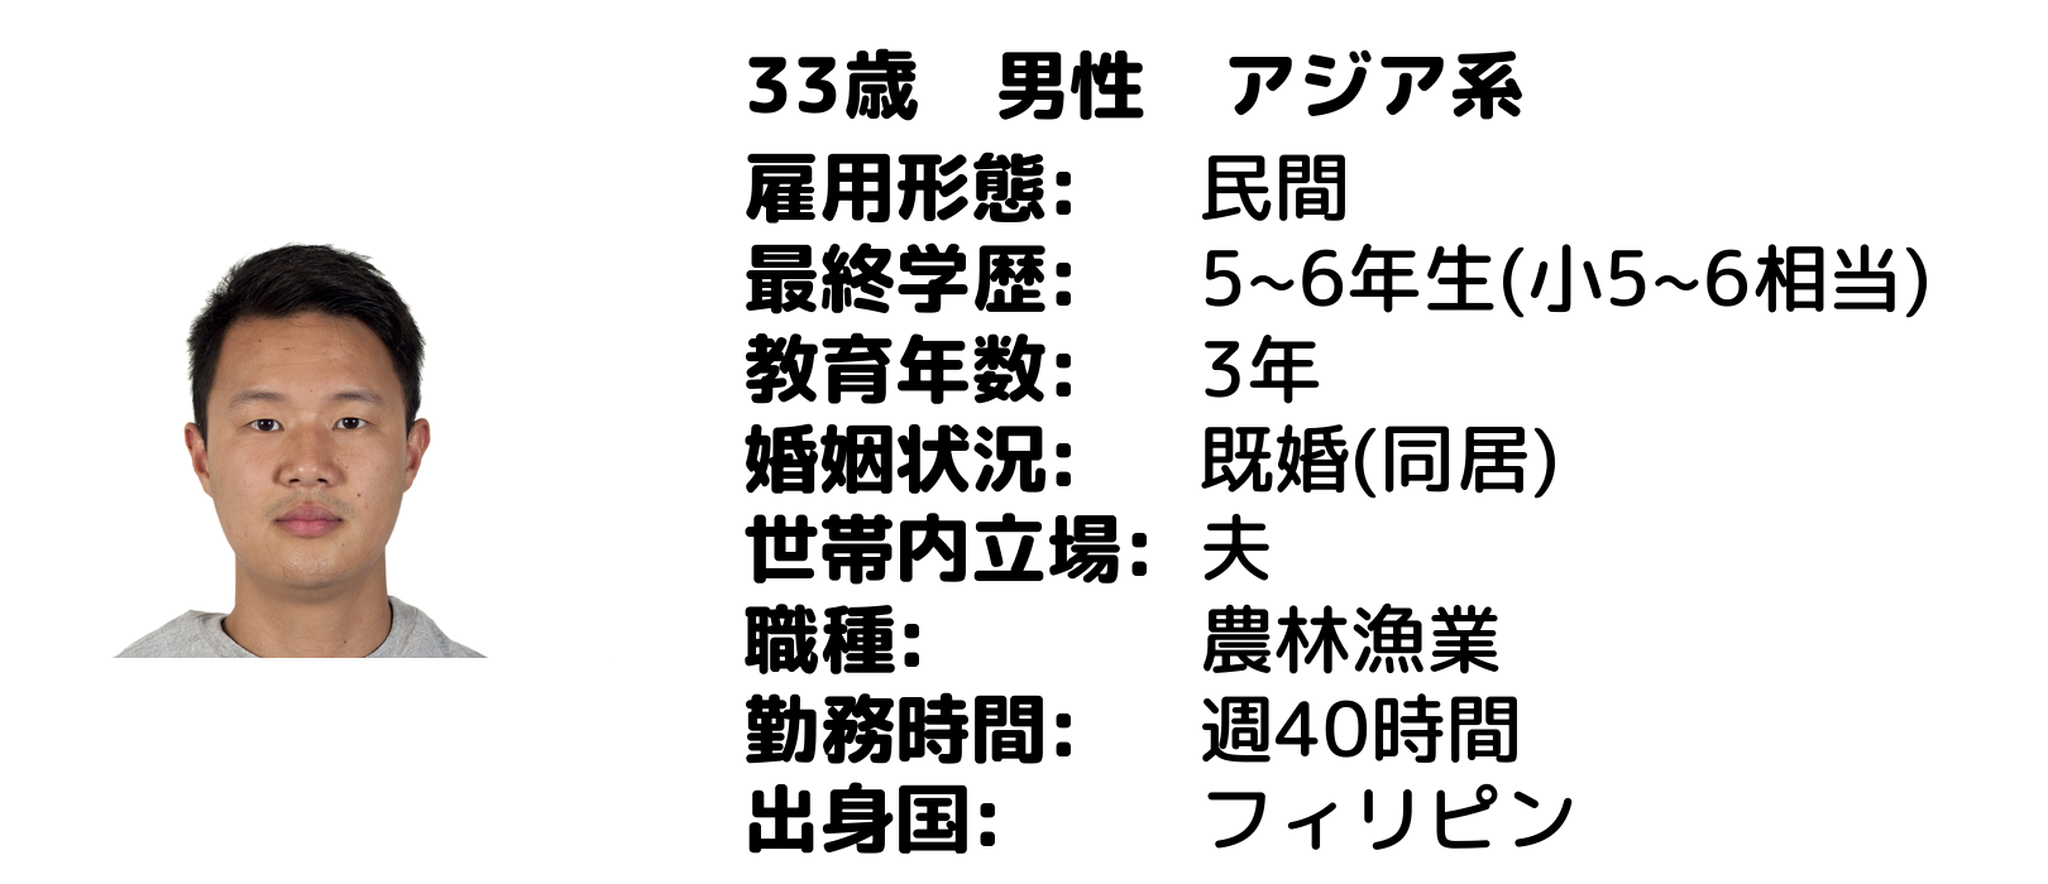 33歳　男性　アジア系
雇用形態: 民間
最終学歴: 5~6年生(小5~6相当)
教育年数: 3年
婚姻状況: 既婚(同居)
世帯内立場: 夫
職種: 農林漁業
勤務時間: 週40時間
出身国: フィリピン